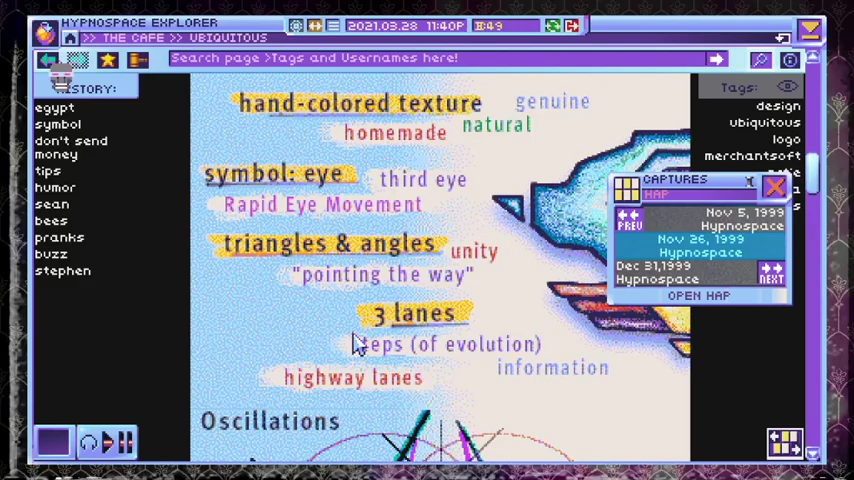 HYPNOSPACE EXPLORER
2021.03.28 11:40P
49
>> THE CAFE >> UBIQUITOUS
Search page >Tags and Usernames here!
HISTORY:
egypt
symbol
don't send
money
tips
humor
sean
bees
pranks
buzz
stephen
hand-colored texture
genuine
homemade
natural
symbol: eye
third eye
Rapid Eye Movement
triangles & angles
unity
"pointing the way"
3 lanes
steps (of evolution)
information
highway lanes
Oscillations
Tags:
design
ubiquitous
logo
merchantsoft
CAPTURES
HAP
PREV
Nov 5, 1999
Hypnospace
Nov 26, 1999
Hypnospace
Dec 31,1999
Hypnospace
NEXT
OPEN HAP